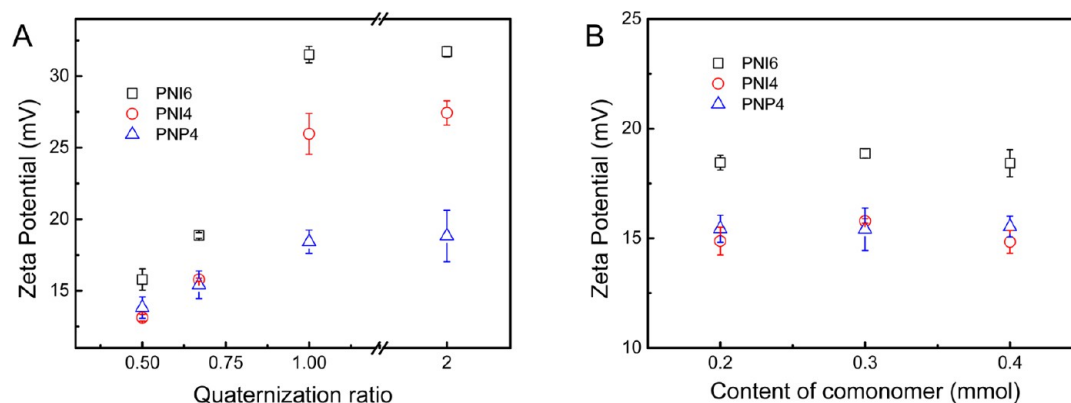 A
Zeta Potential (mV)
30
25
20
15
PNI6
PNI4
PNP4
0.50 0.75 1.00 2
Quaternization ratio
B
Zeta Potential (mV)
25
20
15
10
PNI6
PNI4
PNP4
0.2 0.3 0.4
Content of comonomer (mmol)